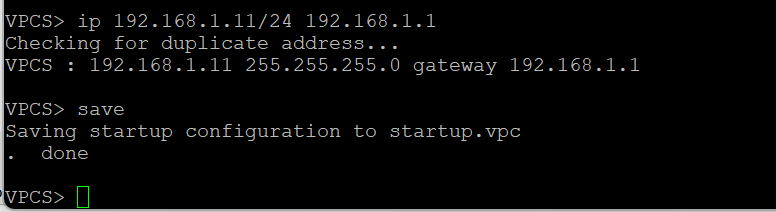 VPCS> ip 192.168.1.11/24 192.168.1.1
Checking for duplicate address...
VPCS : 192.168.1.11 255.255.255.0 gateway 192.168.1.1
VPCS> save
Saving startup configuration to startup.vpc
.  done
VPCS>